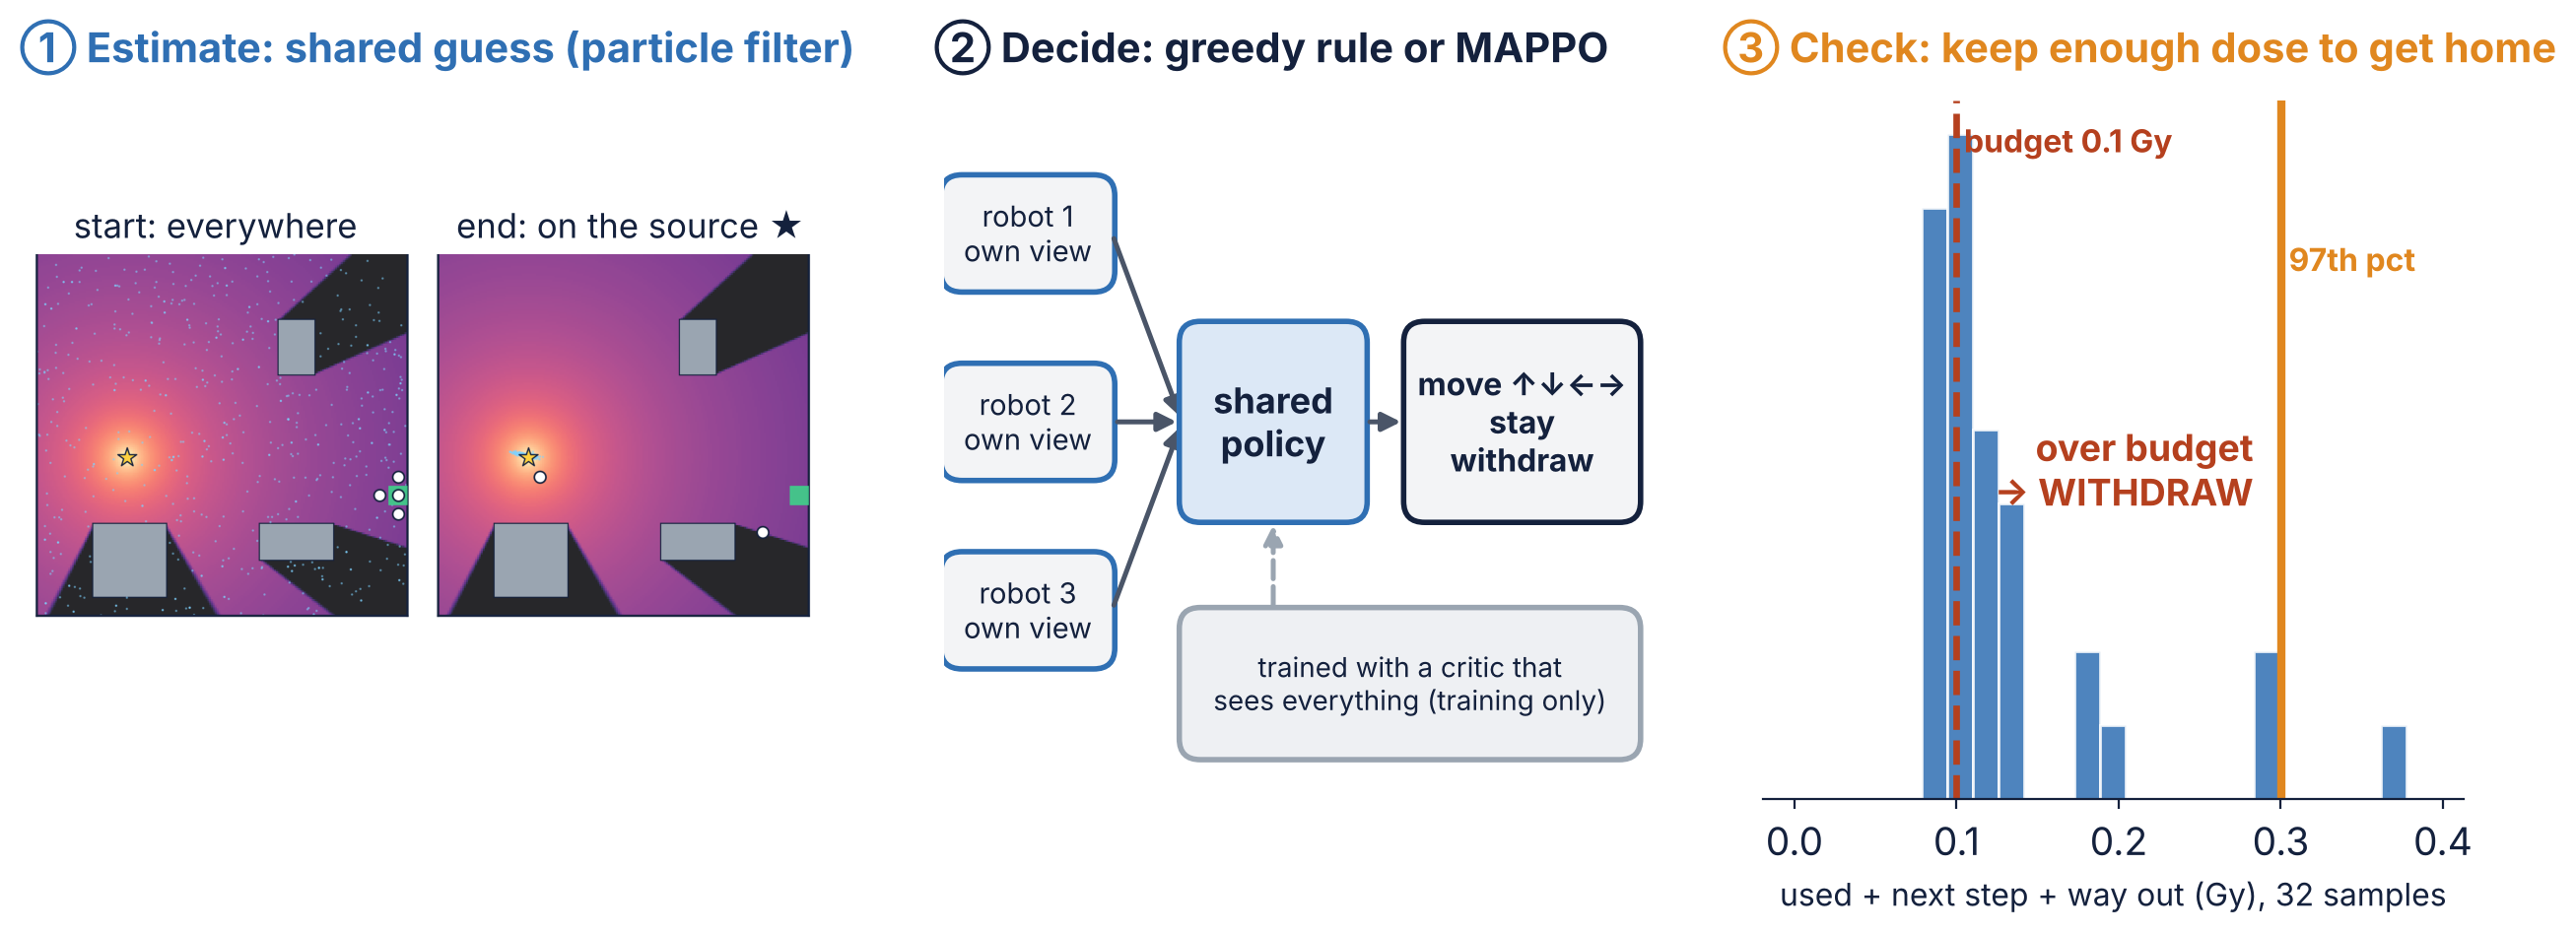 ① Estimate: shared guess (particle filter)
start: everywhere
end: on the source ★
② Decide: greedy rule or MAPPO
robot 1
own view
robot 2
own view
robot 3
own view
shared
policy
move ↑↓←→
stay
withdraw
trained with a critic that
sees everything (training only)
③ Check: keep enough dose to get home
budget 0.1 Gy
97th pct
over budget
→ WITHDRAW
0.0 0.1 0.2 0.3 0.4
used + next step + way out (Gy), 32 samples